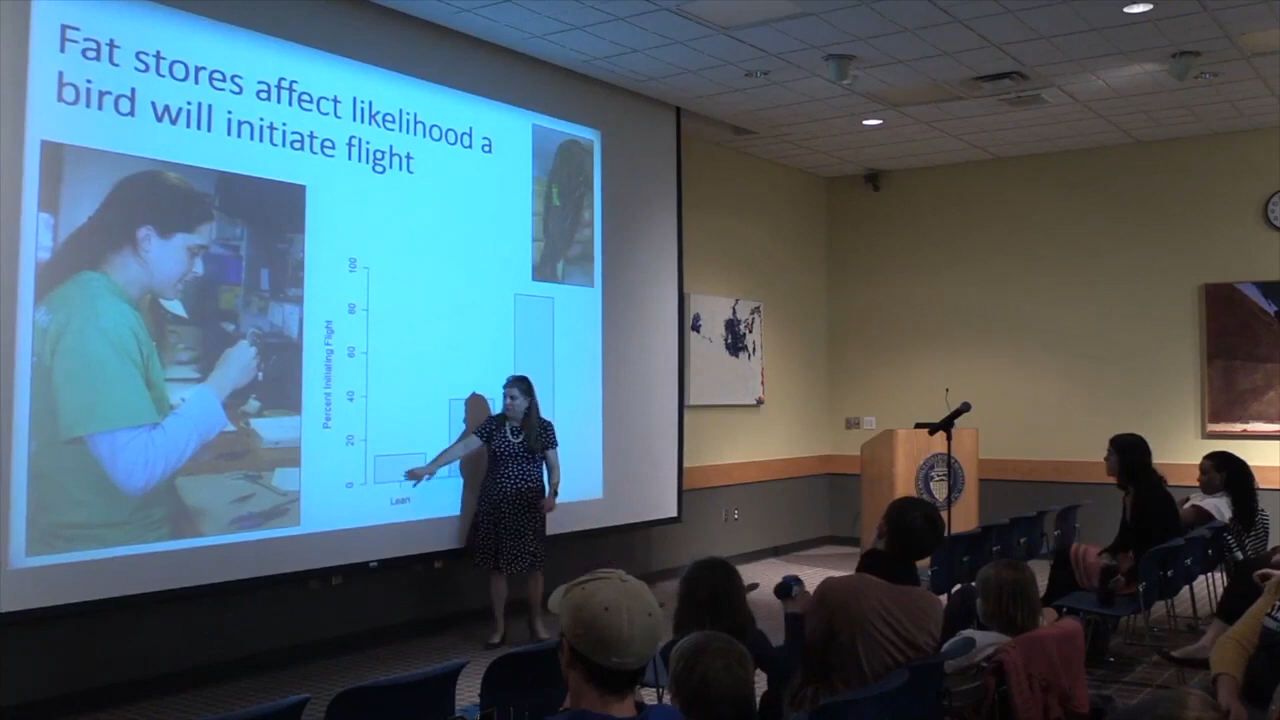 Fat stores affect likelihood a
bird will initiate flight
Percent Initiating Flight
100
80
60
40
20
0
Lean